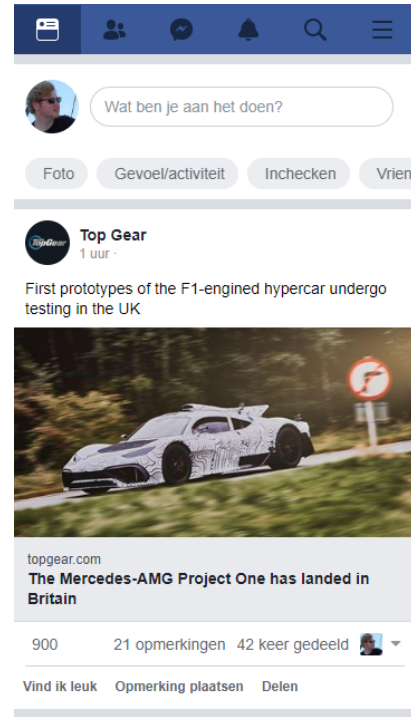 Wat ben je aan het doen?
Foto Gevoel/activiteit Inchecken Vrien
TopGear
Top Gear
1 uur ·
First prototypes of the F1-engined hypercar undergo
testing in the UK
topgear.com
The Mercedes-AMG Project One has landed in
Britain
900 21 opmerkingen 42 keer gedeeld
Vind ik leuk Opmerking plaatsen Delen